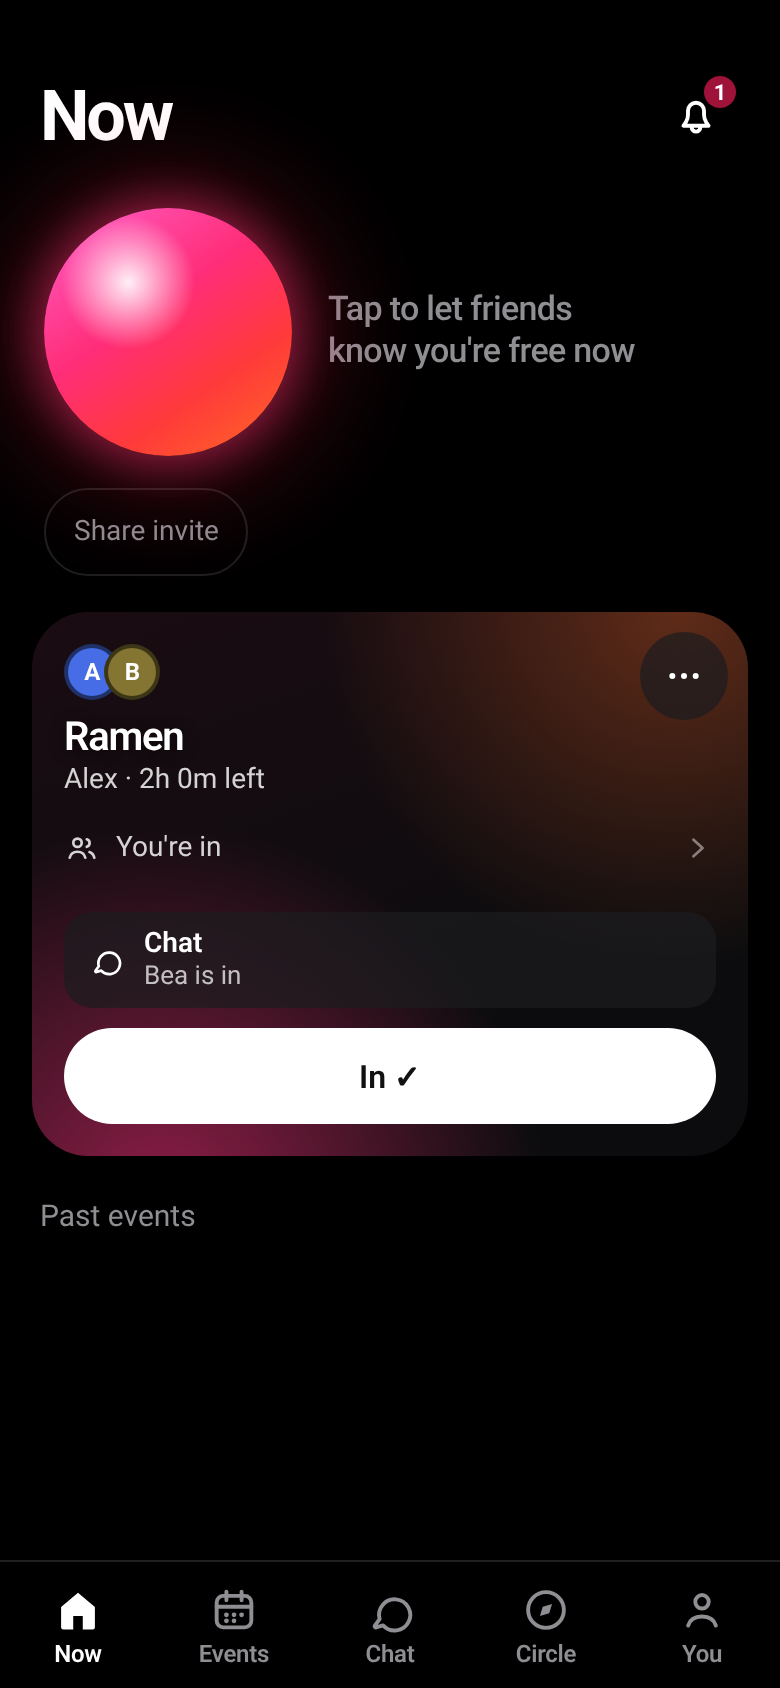 Now
1
Tap to let friends
know you're free now
Share invite
A B
Ramen
Alex · 2h 0m left
You're in
Chat
Bea is in
In ✓
Past events
Now Events Chat Circle You